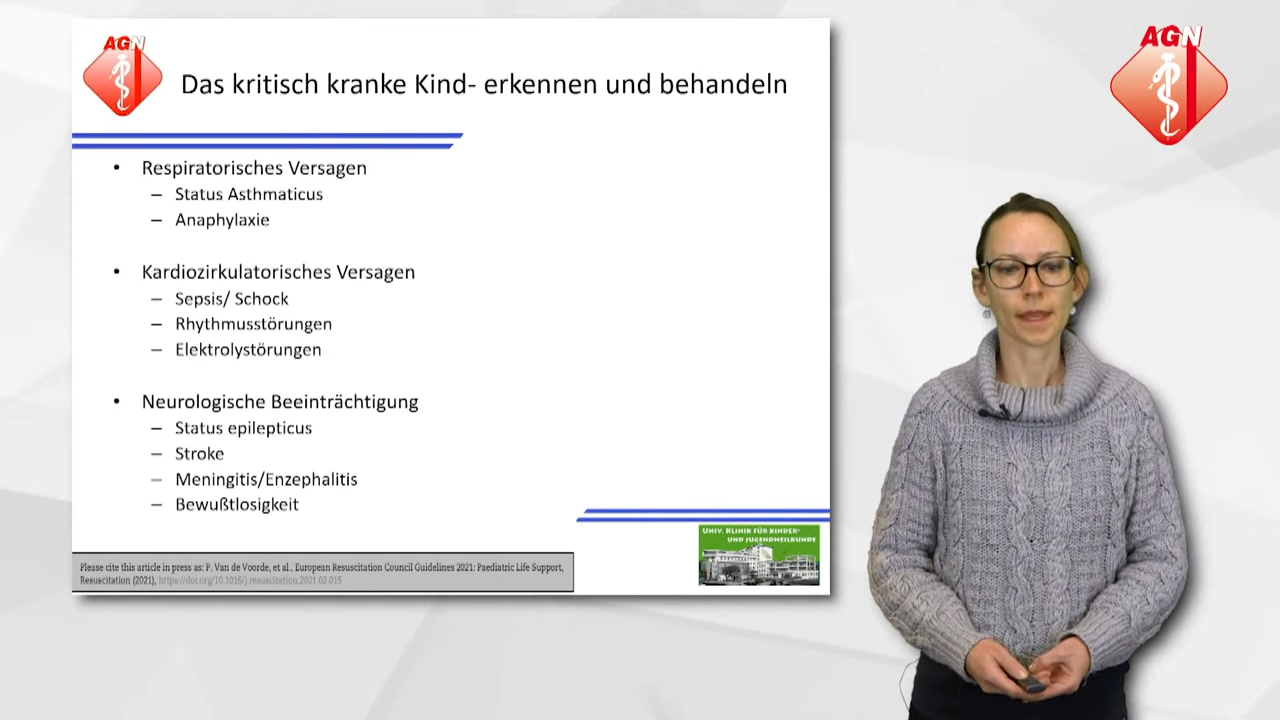 AGN
Das kritisch kranke Kind- erkennen und behandeln
• Respiratorisches Versagen
– Status Asthmaticus
– Anaphylaxie
• Kardiozirkulatorisches Versagen
– Sepsis/ Schock
– Rhythmusstörungen
– Elektrolystörungen
• Neurologische Beeinträchtigung
– Status epilepticus
– Stroke
– Meningitis/Enzephalitis
– Bewußtlosigkeit
Please cite this article in press as: P. Van de Voorde, et al., European Resuscitation Council Guidelines 2021: Paediatric Life Support,
Resuscitation (2021), https://doi.org/10.1016/j.resuscitation.2021.02.015
Univ. Klinik für Kinder-
und Jugendheilkunde
AGN